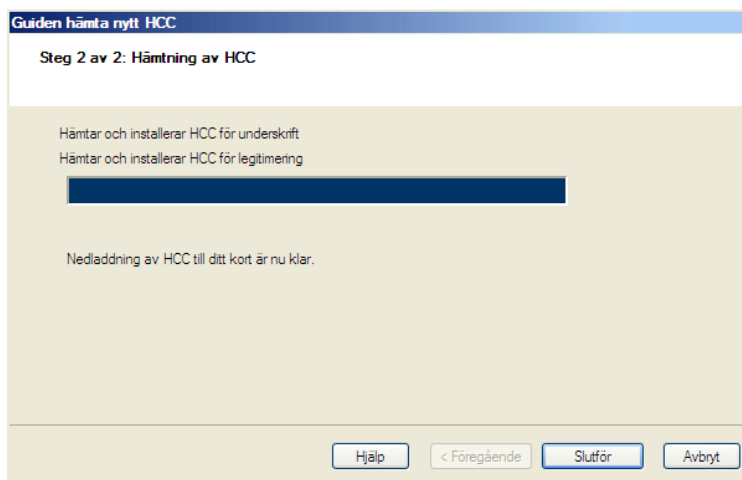 Guiden hämta nytt HCC
Steg 2 av 2: Hämtning av HCC
Hämtar och installerar HCC för underskrift
Hämtar och installerar HCC för legitimering
Nedladdning av HCC till ditt kort är nu klar.
Hjälp
< Föregående
Slutför
Avbryt